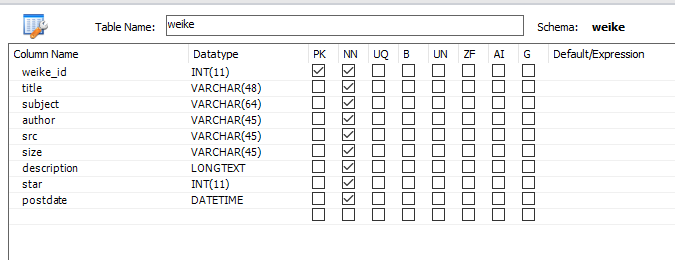 Table Name: weike Schema: weike
Column Name Datatype PK NN UQ B UN ZF AI G Default/Expression
weike_id INT(11)
title VARCHAR(48)
subject VARCHAR(64)
author VARCHAR(45)
src VARCHAR(45)
size VARCHAR(45)
description LONGTEXT
star INT(11)
postdate DATETIME